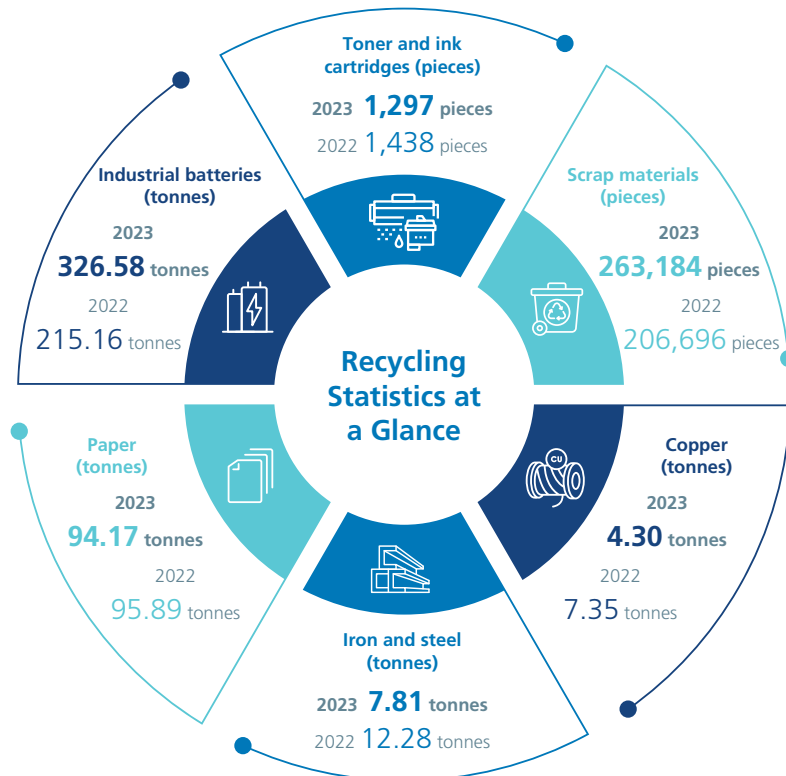 Toner and ink
cartridges (pieces)
2023 1,297 pieces
2022 1,438 pieces
Scrap materials
(pieces)
2023
263,184 pieces
2022
206,696 pieces
Copper
(tonnes)
CU
2023
4.30 tonnes
2022
7.35 tonnes
Iron and steel
(tonnes)
2023 7.81 tonnes
2022 12.28 tonnes
Paper
(tonnes)
2023
94.17 tonnes
2022
95.89 tonnes
Industrial batteries
(tonnes)
2023
326.58 tonnes
2022
215.16 tonnes
Recycling
Statistics at
a Glance